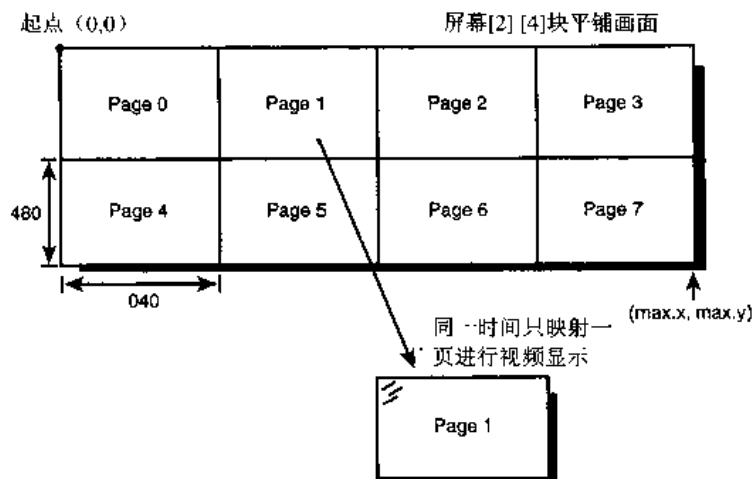 起点（0,0）
屏幕[2] [4]块平铺画面
Page 0
Page 1
Page 2
Page 3
480
Page 4
Page 5
Page 6
Page 7
040
(max.x, max.y)
同一时间只映射一
页进行视频显示
Page 1